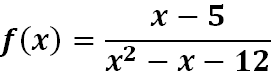 f(x) = (x − 5) / (x² − x − 12)